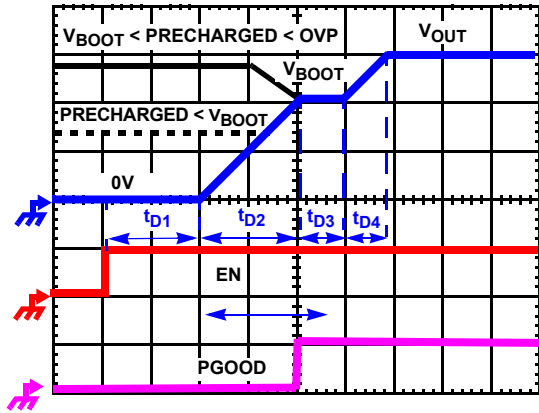 VBOOT < PRECHARGED < OVP
VOUT
VBOOT
PRECHARGED < VBOOT
0V
tD1
tD2
tD3
tD4
EN
PGOOD